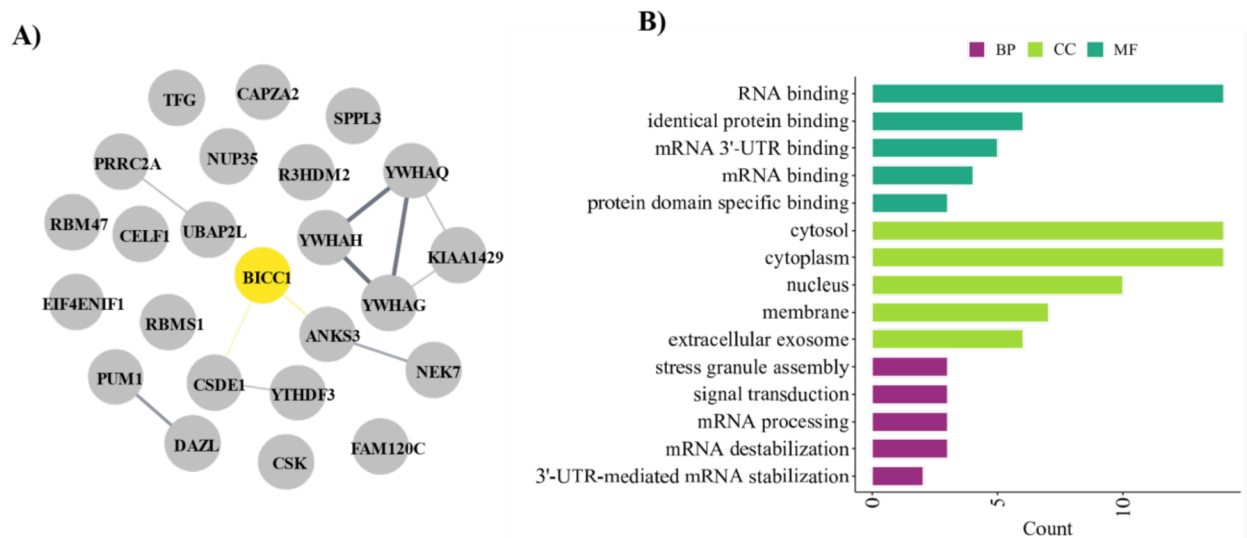 A)
TFG
CAPZA2
SPPL3
PRRC2A
NUP35
R3HDM2
YWHAQ
RBM47
CELF1
UBAP2L
YWHAH
KIAA1429
BICC1
EIF4ENIF1
RBMS1
YWHAG
ANKS3
PUM1
CSDE1
YTHDF3
NEK7
DAZL
CSK
FAM120C
B)
BP CC MF
RNA binding
identical protein binding
mRNA 3'-UTR binding
mRNA binding
protein domain specific binding
cytosol
cytoplasm
nucleus
membrane
extracellular exosome
stress granule assembly
signal transduction
mRNA processing
mRNA destabilization
3'-UTR-mediated mRNA stabilization
0 5 10
Count